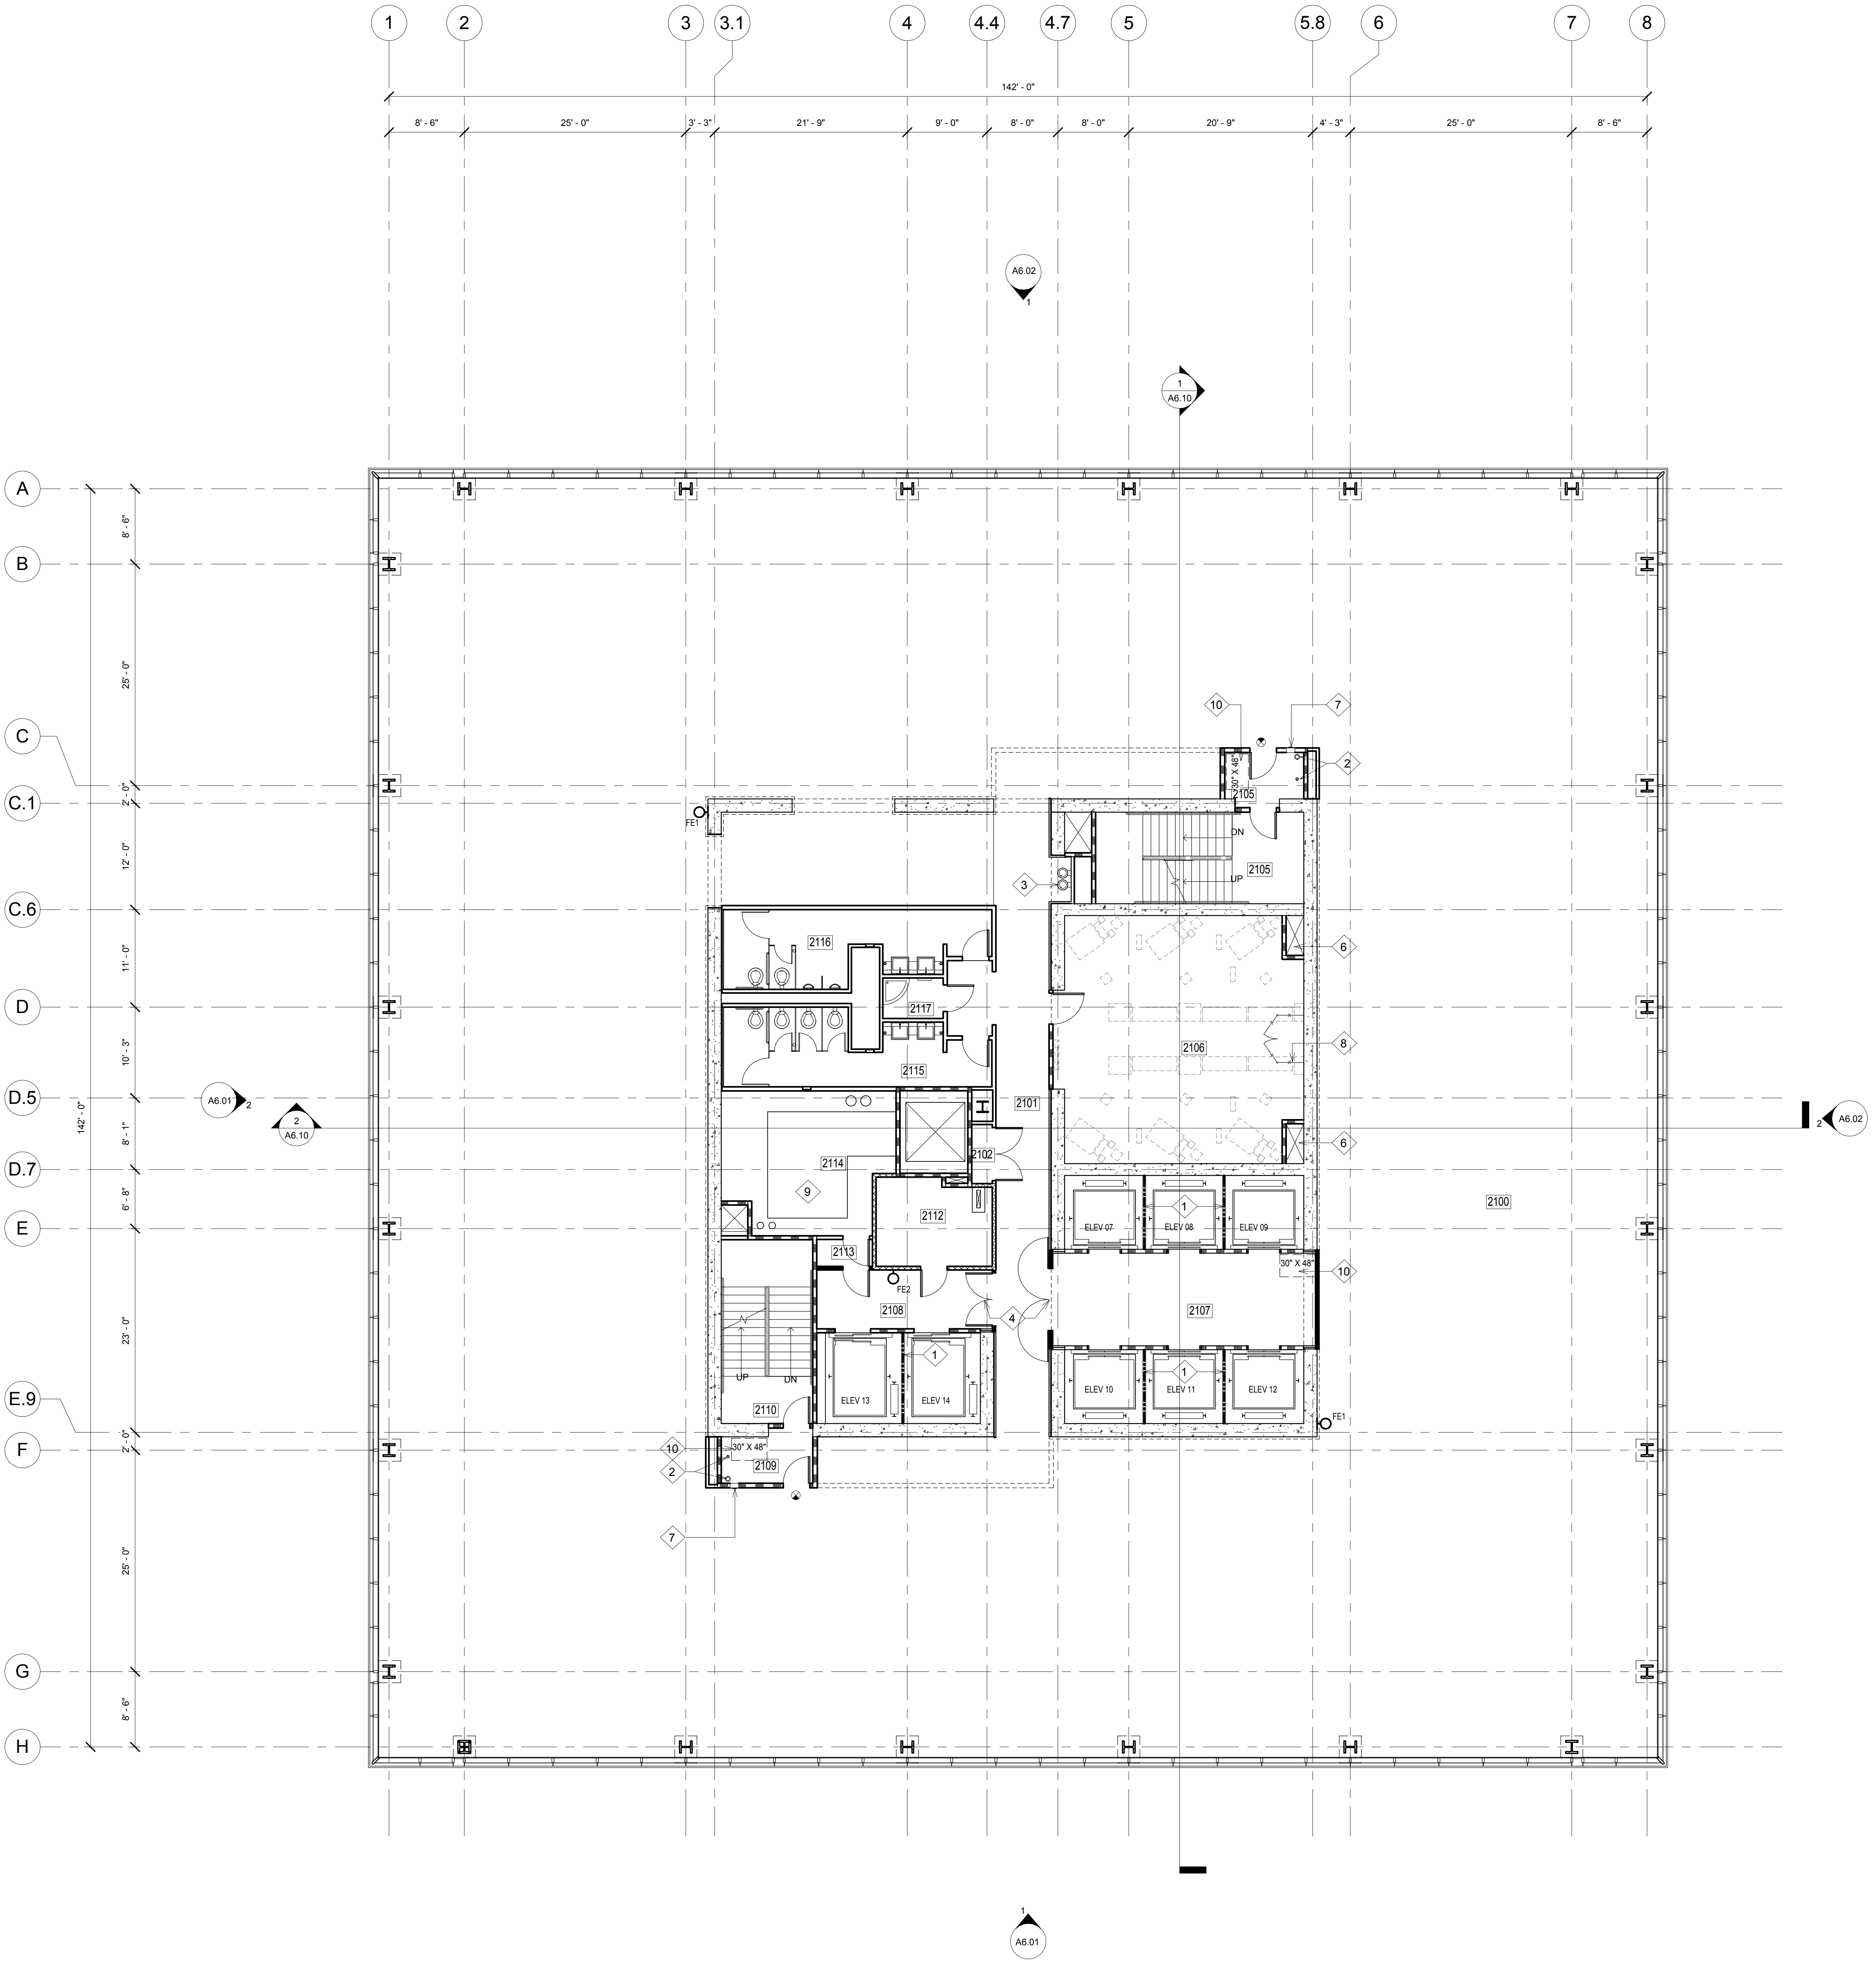 1 2 3 3.1 4 4.4 4.7 5 5.8 6 7 8
142' - 0"
8' - 6" 25' - 0" 3' - 3" 21' - 9" 9' - 0" 8' - 0" 8' - 0" 20' - 9" 4' - 3" 25' - 0" 8' - 6"
A6.02
1
1
A6.10
A
8' - 6"
B
25' - 0"
10 7
C
2
30" X 48"
2105
2' - 0"
C.1
FE1
DN
12' - 0"
2105
UP
3
C.6
2116
6
11' - 0"
D
2117
10' - 3"
2106
8
2115
D.5
A6.01
2
2101
142' - 0"
A6.02
2
2
A6.10
8' - 1"
6
2102
2114
D.7
9
2100
6' - 8"
1
2112
E
ELEV 07 ELEV 08 ELEV 09
2113
30" X 48"
10
FE2
2108
4
2107
23' - 0"
1
1
UP DN
ELEV 10 ELEV 11 ELEV 12
E.9
ELEV 13 ELEV 14
2110
FE1
2' - 0"
F
10
30" X 48"
2109
2
7
25' - 0"
G
8' - 6"
H
1
A6.01